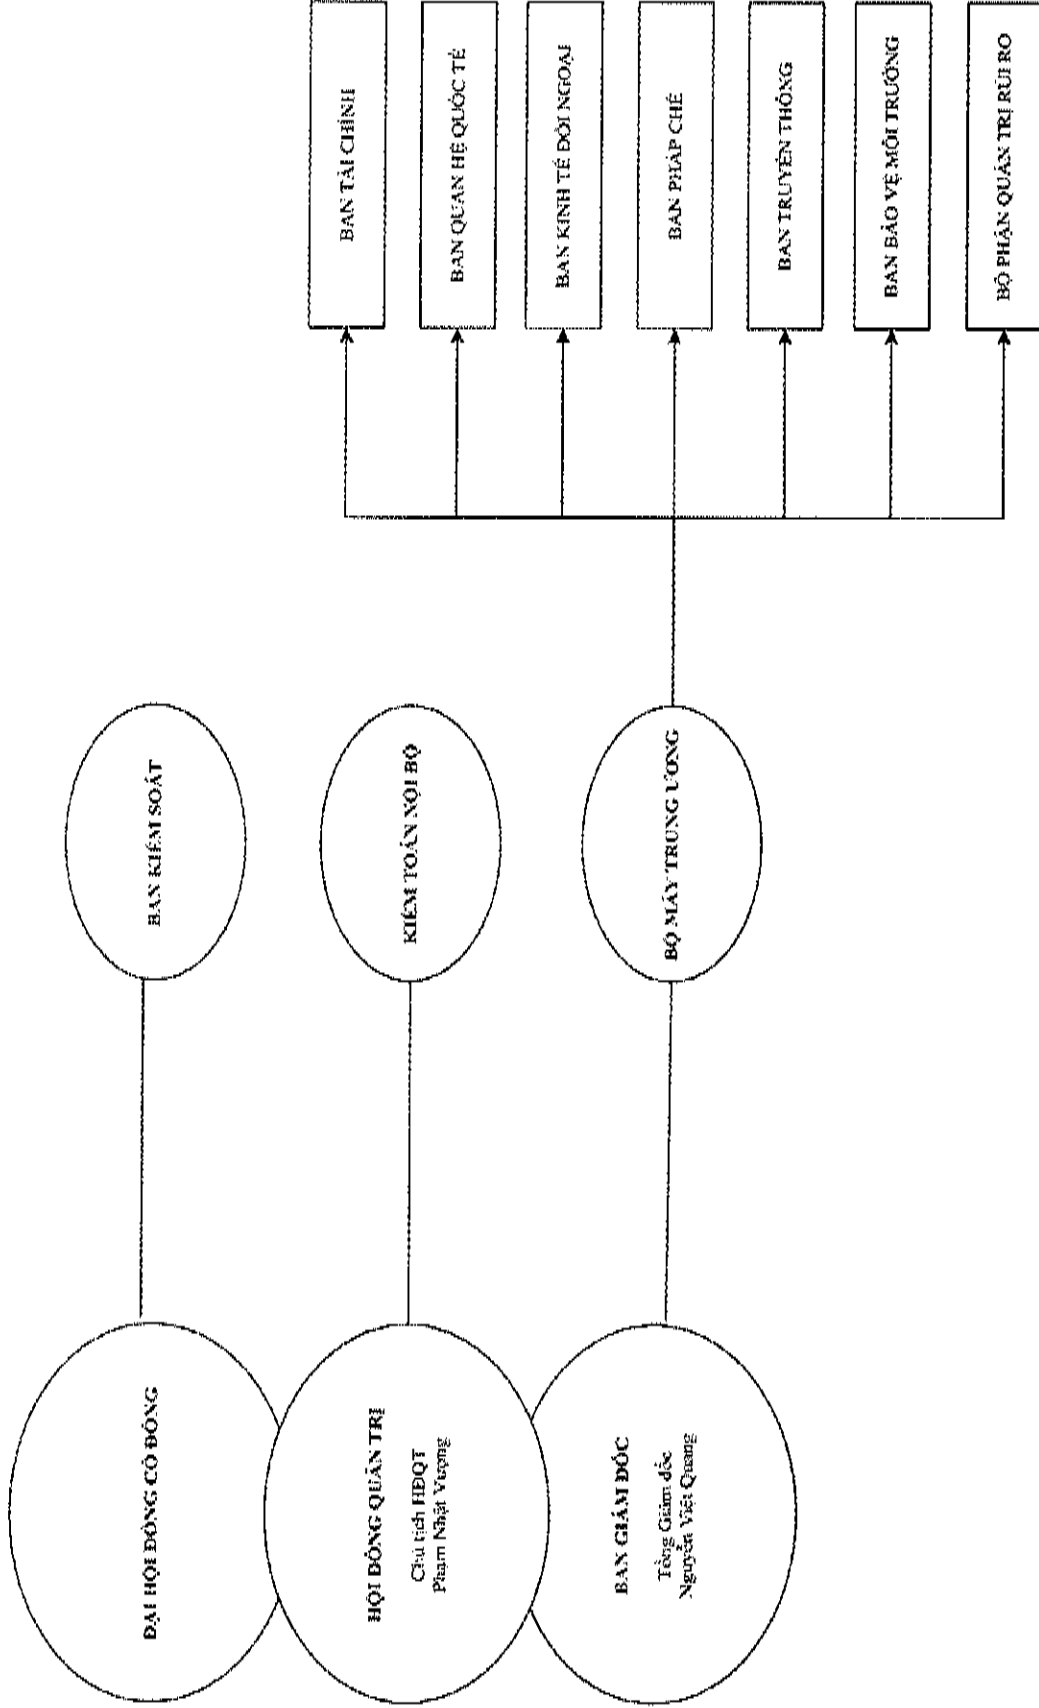 ĐẠI HỘI ĐỒNG CỔ ĐÔNG
BAN KIỂM SOÁT
HỘI ĐỒNG QUẢN TRỊ
Chủ tịch HĐQT
Phạm Nhật Vượng
KIỂM TOÁN NỘI BỘ
BAN GIÁM ĐỐC
Tổng Giám đốc
Nguyễn Việt Quang
BỘ MÁY TRUNG ƯƠNG
BAN TÀI CHÍNH
BAN QUAN HỆ QUỐC TẾ
BAN KINH TẾ ĐỐI NGOẠI
BAN PHÁP CHẾ
BAN TRUYỀN THÔNG
BAN BẢO VỆ MÔI TRƯỜNG
BỘ PHẬN QUẢN TRỊ RỦI RO